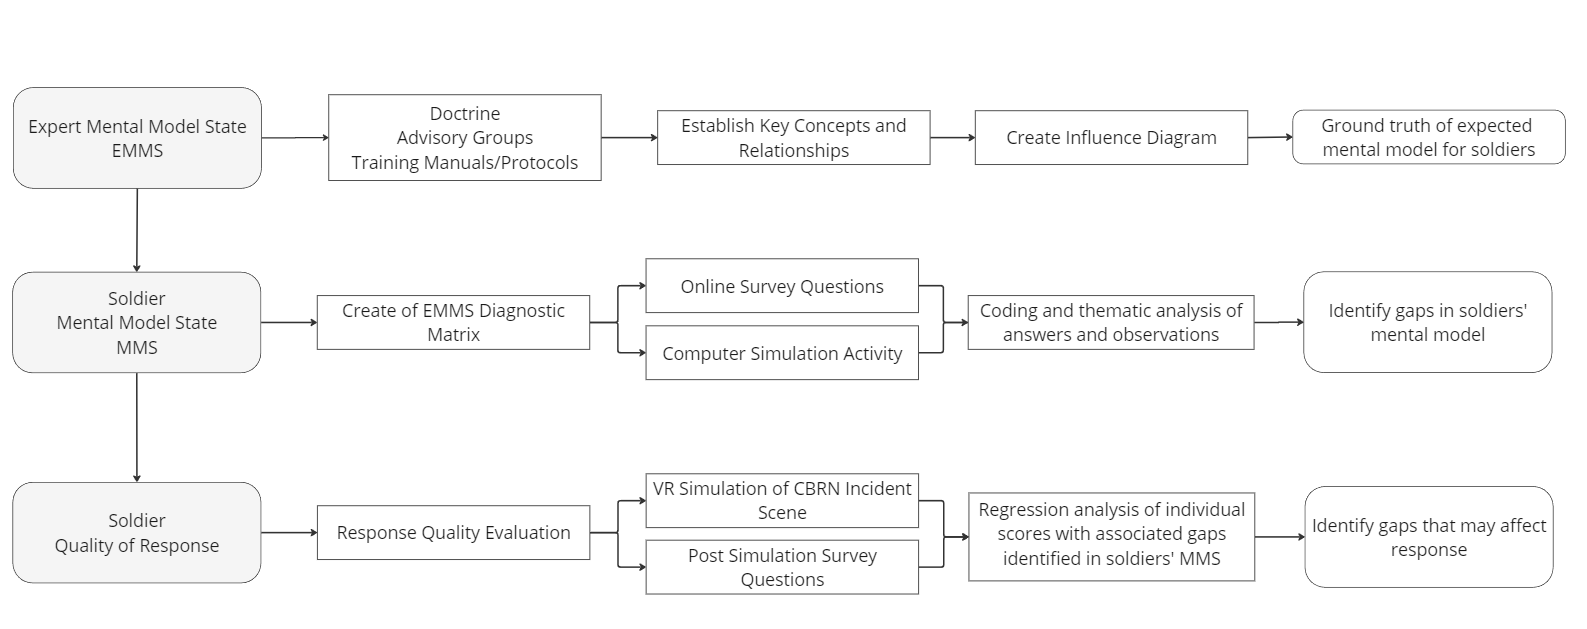 Expert Mental Model State
EMMS
Doctrine
Advisory Groups
Training Manuals/Protocols
Establish Key Concepts and
Relationships
Create Influence Diagram
Ground truth of expected
mental model for soldiers
Soldier
Mental Model State
MMS
Create of EMMS Diagnostic
Matrix
Online Survey Questions
Computer Simulation Activity
Coding and thematic analysis of
answers and observations
Identify gaps in soldiers'
mental model
Soldier
Quality of Response
Response Quality Evaluation
VR Simulation of CBRN Incident
Scene
Post Simulation Survey
Questions
Regression analysis of individual
scores with associated gaps
identified in soldiers' MMS
Identify gaps that may affect
response